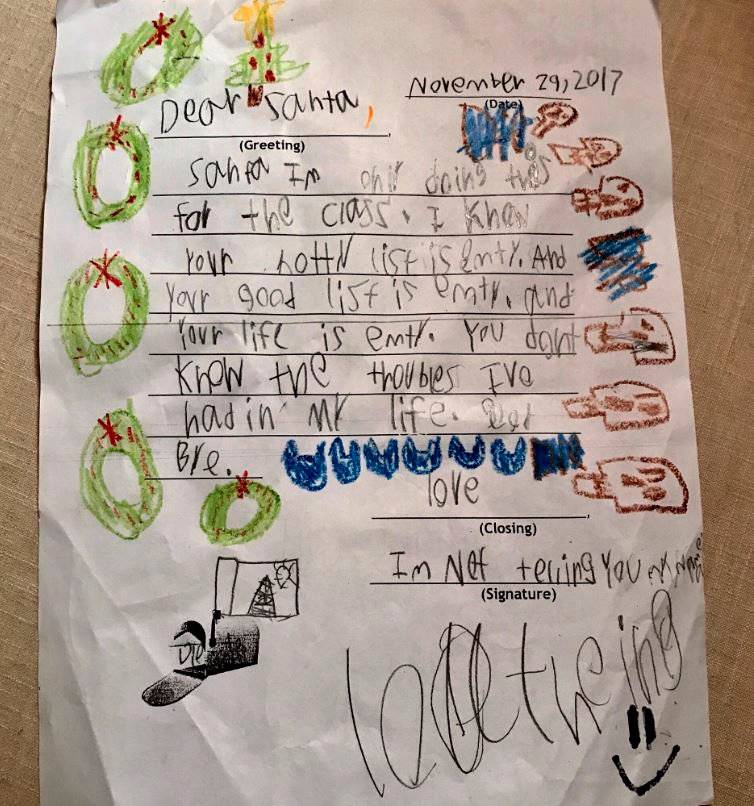 November 29, 2017
(Date)
Dear Santa,
(Greeting)
Santa Im only doing this
for the class. I Know
Your notty list is Emty. And
Your good list is emty. and
Your life is emty. You dont
Know the thoubles Ive
had in my life. Bad
Bye.
love
(Closing)
Im Not telling You my name
(Signature)